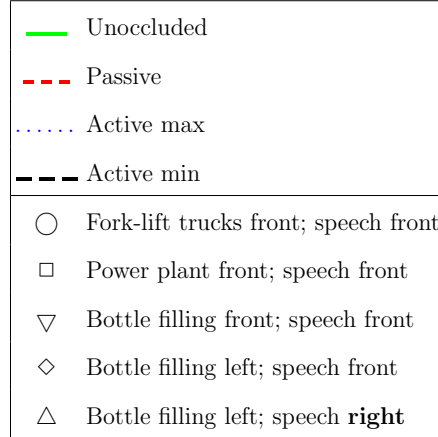 Unoccluded
Passive
Active max
Active min
Fork-lift trucks front; speech front
Power plant front; speech front
Bottle filling front; speech front
Bottle filling left; speech front
Bottle filling left; speech right